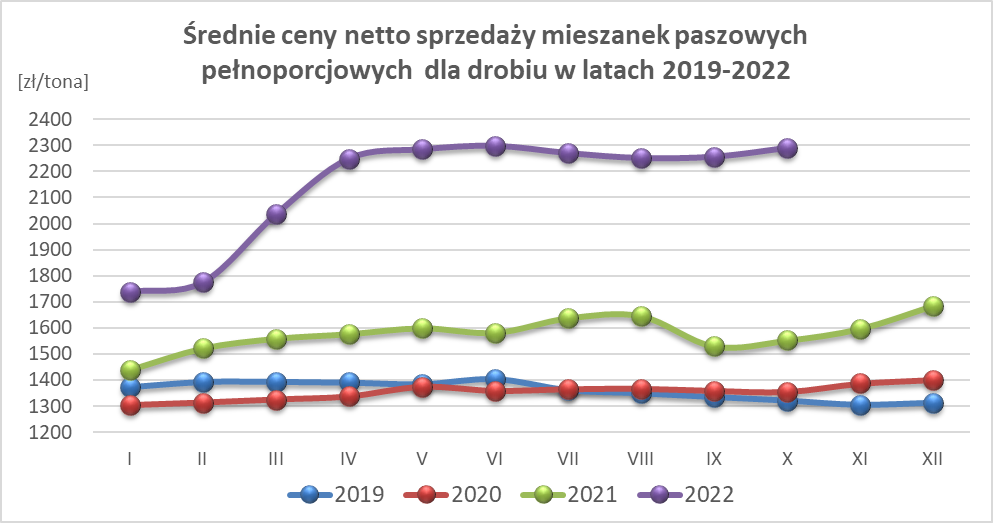 Średnie ceny netto sprzedaży mieszanek paszowych
pełnoporcjowych dla drobiu w latach 2019-2022
[zł/tona]
2400
2300
2200
2100
2000
1900
1800
1700
1600
1500
1400
1300
1200
I II III IV V VI VII VIII IX X XI XII
2019 2020 2021 2022